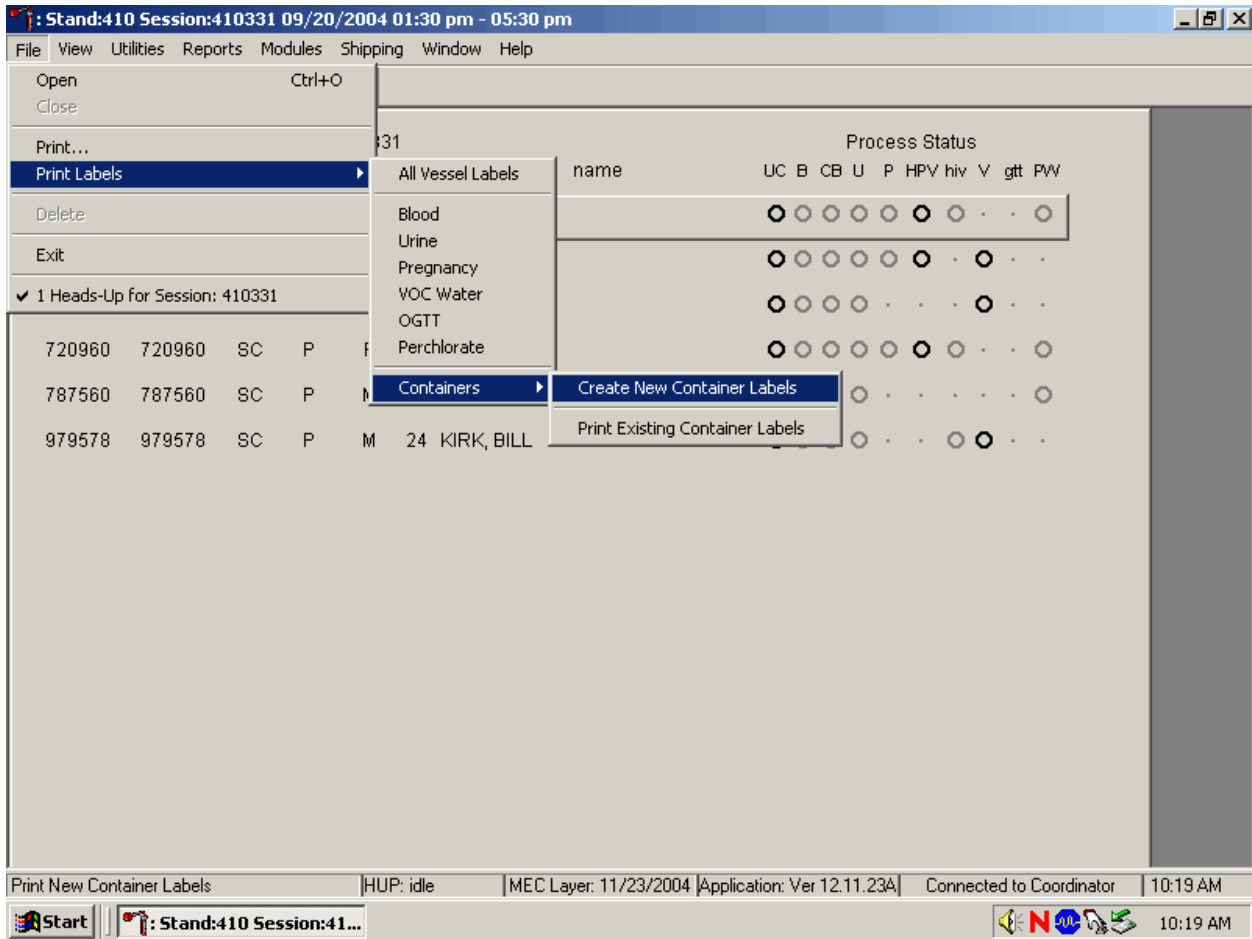 : Stand:410 Session:410331 09/20/2004 01:30 pm - 05:30 pm
File View Utilities Reports Modules Shipping Window Help
Open Ctrl+O
Close
Print...
Print Labels
Delete
Exit
✔ 1 Heads-Up for Session: 410331
All Vessel Labels
Blood
Urine
Pregnancy
VOC Water
OGTT
Perchlorate
Containers
Create New Container Labels
Print Existing Container Labels
331 Process Status
name UC B CB U P HPV hiv V gtt PW
720960 720960 SC P
787560 787560 SC P
979578 979578 SC P M 24 KIRK, BILL
Print New Container Labels HUP: idle MEC Layer: 11/23/2004 Application: Ver 12.11.23A Connected to Coordinator 10:19 AM
Start : Stand:410 Session:41... N 10:19 AM